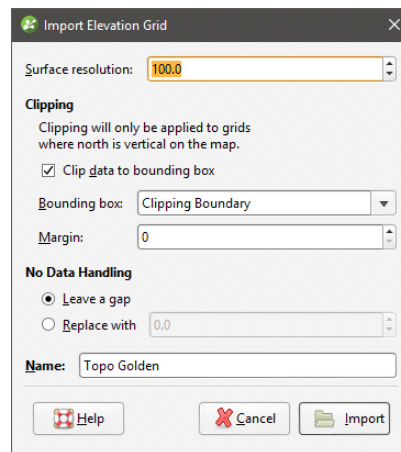 Import Elevation Grid
Surface resolution: 100.0
Clipping
Clipping will only be applied to grids
where north is vertical on the map.
Clip data to bounding box
Bounding box: Clipping Boundary
Margin: 0
No Data Handling
Leave a gap
Replace with 0.0
Name: Topo Golden
Help Cancel Import